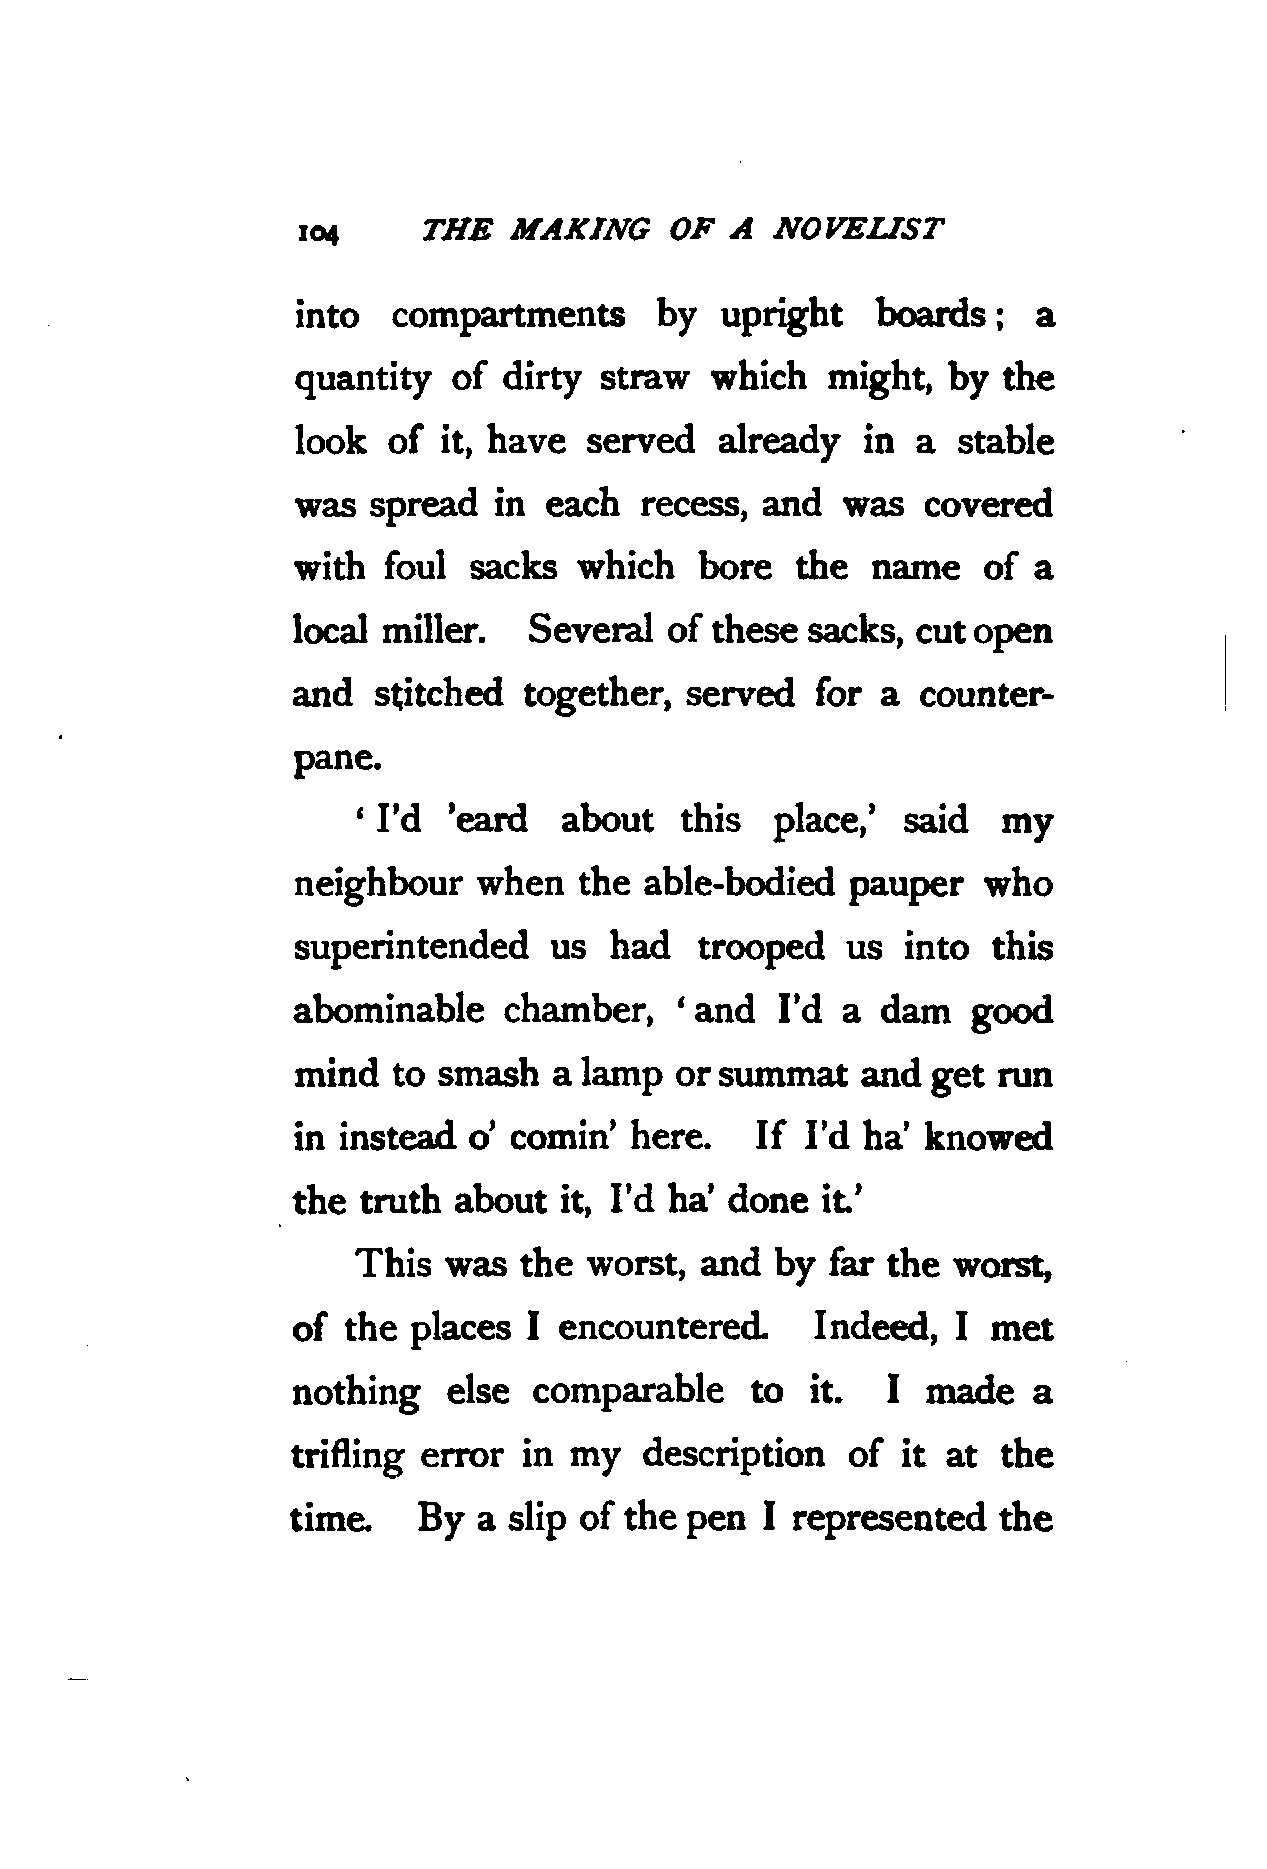 104 THE MAKING OF A NOVELIST
into compartments by upright boards; a
quantity of dirty straw which might, by the
look of it, have served already in a stable
was spread in each recess, and was covered
with foul sacks which bore the name of a
local miller. Several of these sacks, cut open
and stitched together, served for a counter-
pane.
‘I’d ’eard about this place,’ said my
neighbour when the able-bodied pauper who
superintended us had trooped us into this
abominable chamber, ‘and I’d a dam good
mind to smash a lamp or summat and get run
in instead o’ comin’ here. If I’d ha’ knowed
the truth about it, I’d ha’ done it.’
This was the worst, and by far the worst,
of the places I encountered. Indeed, I met
nothing else comparable to it. I made a
trifling error in my description of it at the
time. By a slip of the pen I represented the